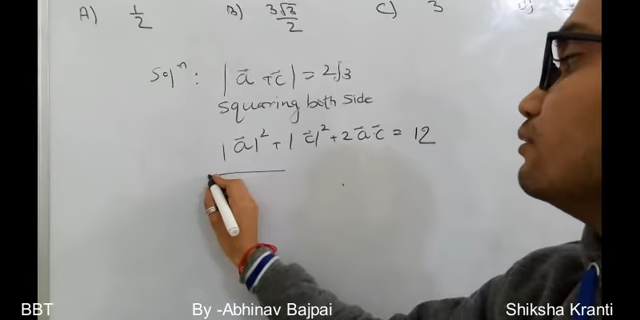 A) 1/2 B) 3√3/2 C) 3
Solⁿ : |a⃗ + c⃗| = 2√3
squaring both side
|a⃗|² + |c⃗|² + 2 a⃗ c⃗ = 12
BBT By -Abhinav Bajpai Shiksha Kranti